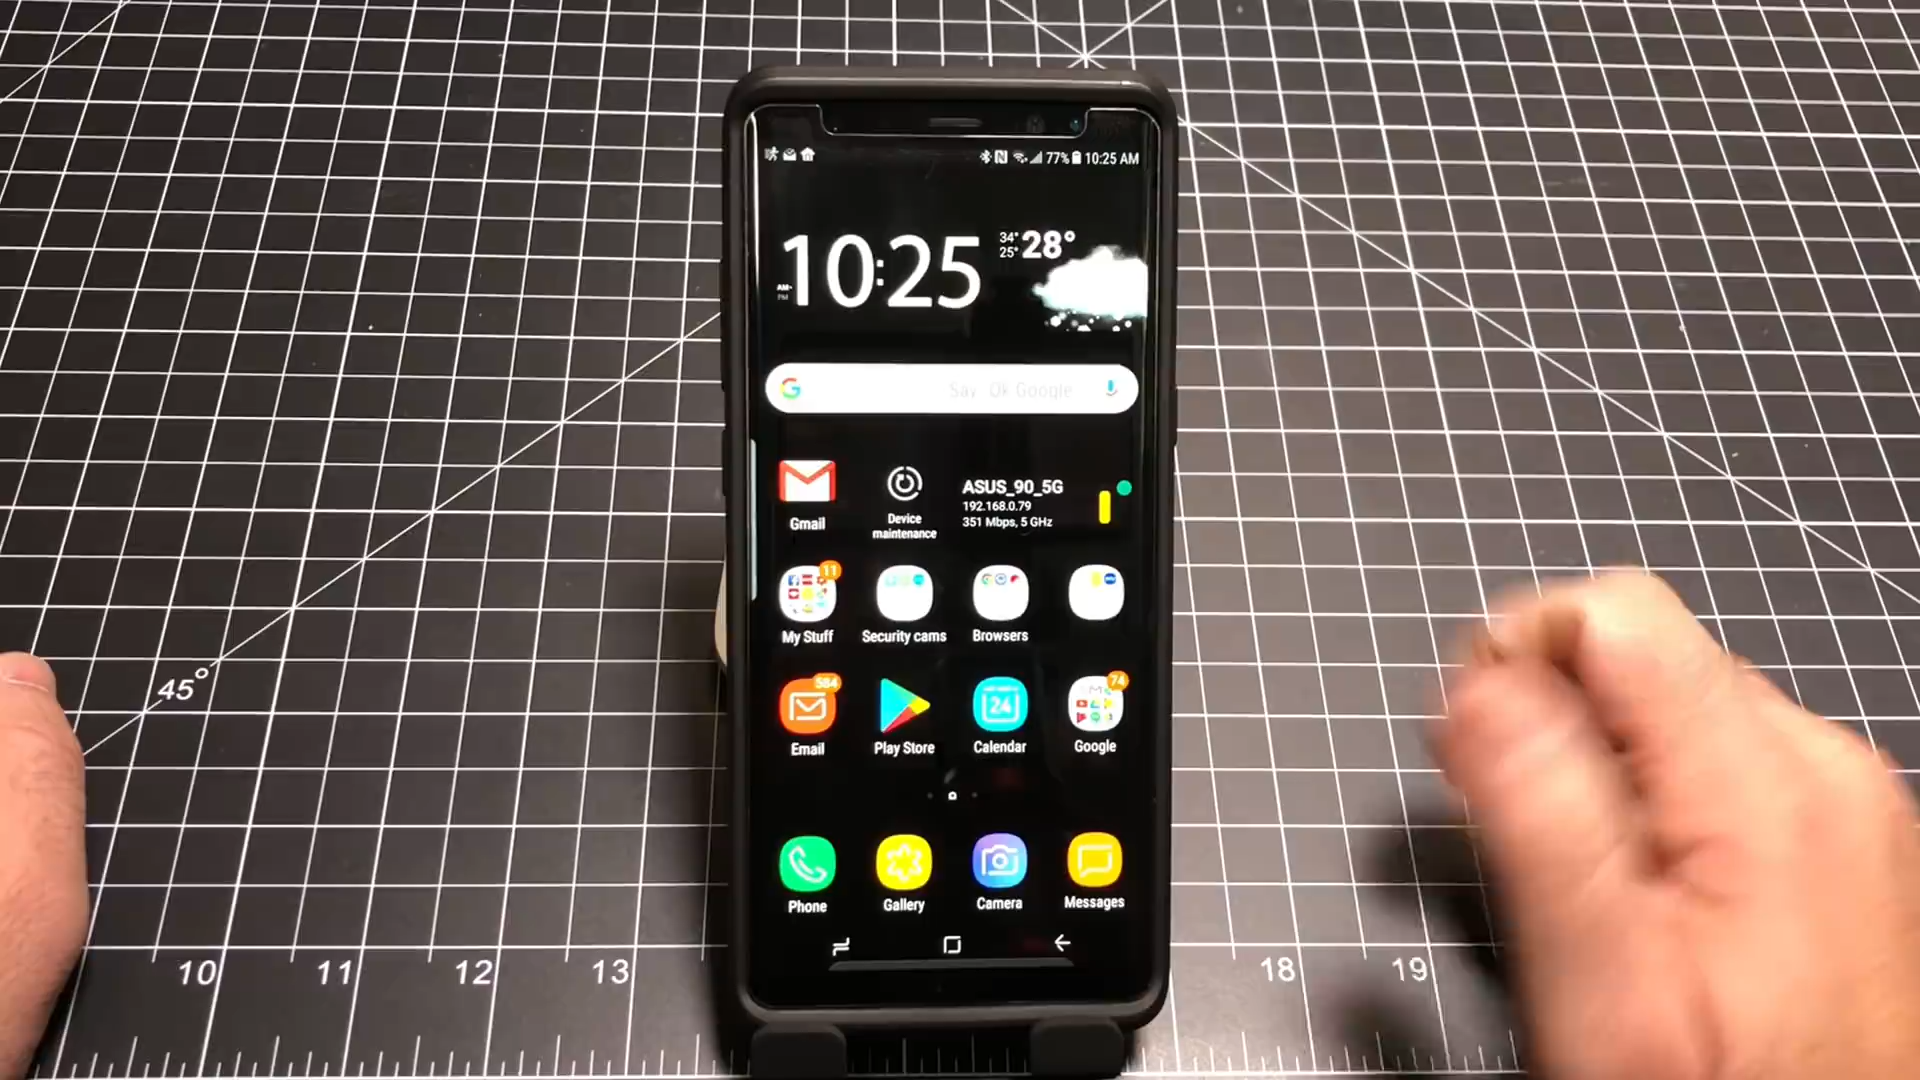 77% 10:25 AM
10:25
AM
PM
34°
25°
28°
Say Ok Google
Gmail
Device
maintenance
ASUS_90_5G
192.168.0.79
351 Mbps, 5 GHz
11
My Stuff
Security cams
Browsers
584
Email
Play Store
24
Calendar
74
Google
Phone
Gallery
Camera
Messages
45°
10
11
12
13
18
19